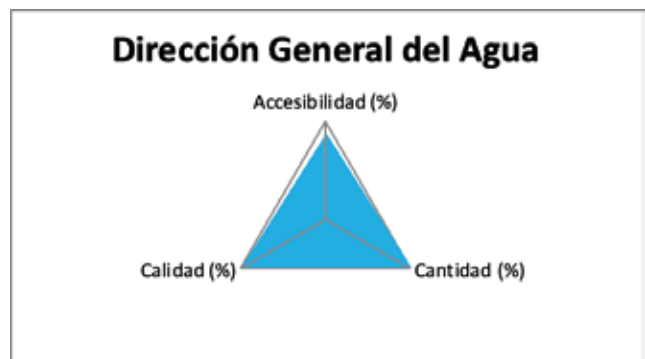 Dirección General del Agua
Accesibilidad (%)
Calidad (%)
Cantidad (%)